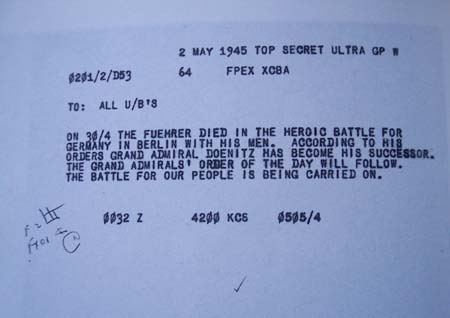 2 MAY 1945 TOP SECRET ULTRA GP W
0201/2/D53 64 FPEX XCBA
TO: ALL U/B'S
ON 30/4 THE FUEHRER DIED IN THE HEROIC BATTLE FOR
GERMANY IN BERLIN WITH HIS MEN. ACCORDING TO HIS
ORDERS GRAND ADMIRAL DOENITZ HAS BECOME HIS SUCCESSOR.
THE GRAND ADMIRALS' ORDER OF THE DAY WILL FOLLOW.
THE BATTLE FOR OUR PEOPLE IS BEING CARRIED ON.
0032 Z 4200 KCS 0505/4